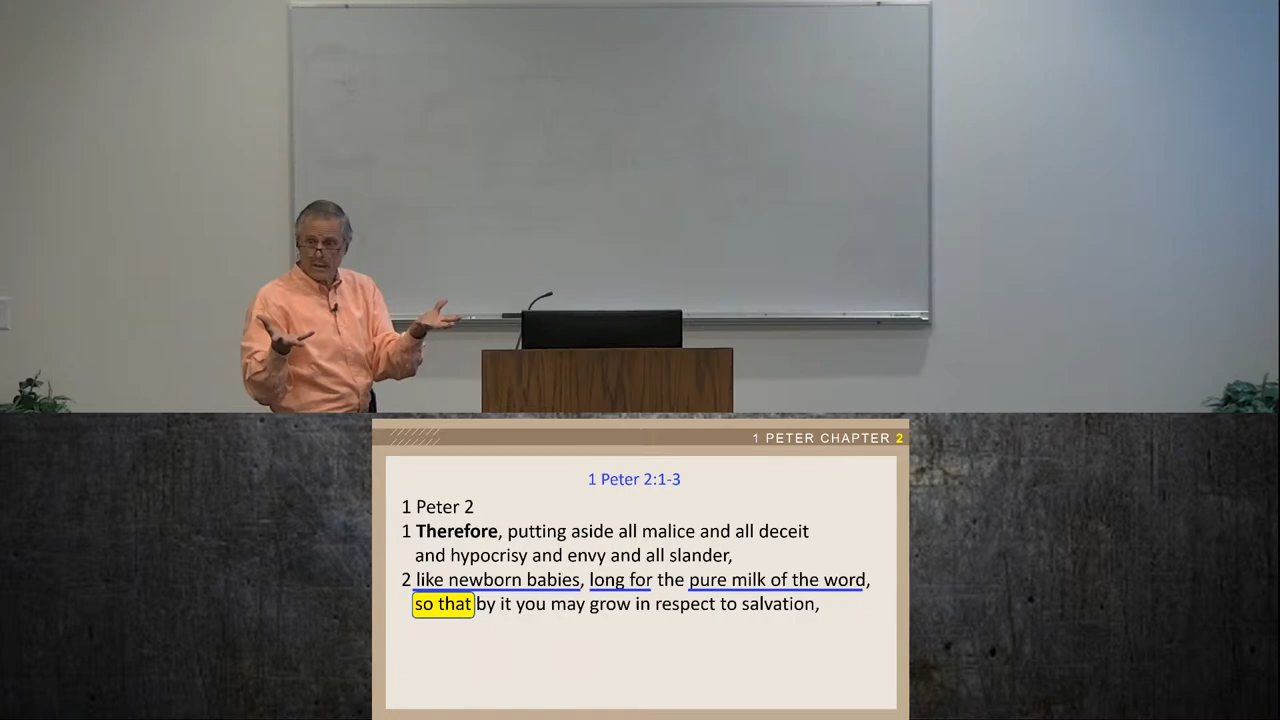 1 PETER CHAPTER 2
1 Peter 2:1-3
1 Peter 2
1 Therefore, putting aside all malice and all deceit
and hypocrisy and envy and all slander,
2 like newborn babies, long for the pure milk of the word,
so that by it you may grow in respect to salvation,